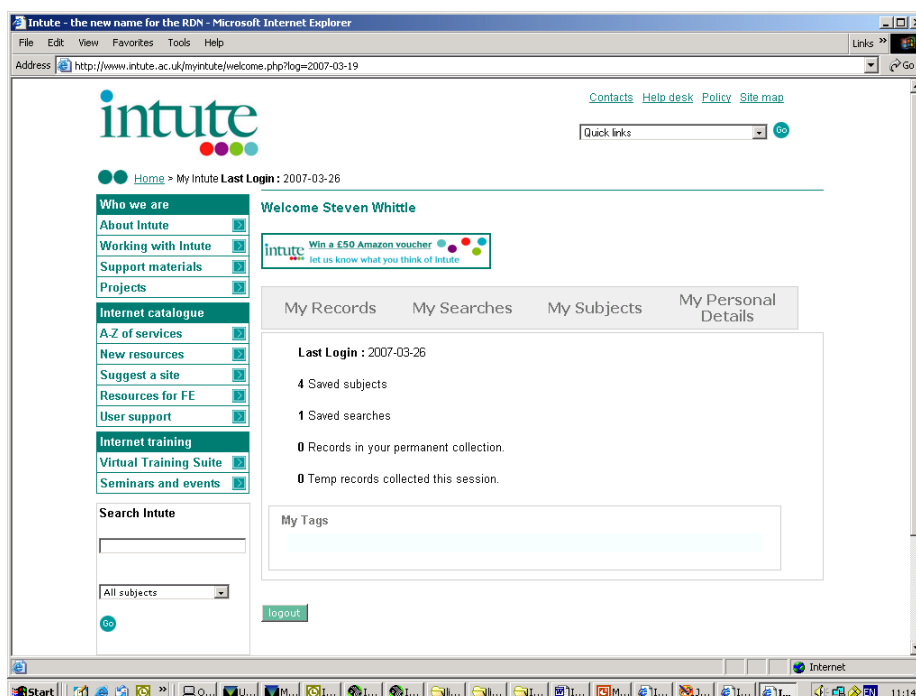 Intute - the new name for the RDN - Microsoft Internet Explorer
File Edit View Favorites Tools Help
Links »
Address http://www.intute.ac.uk/myintute/welcome.php?log=2007-03-19
Go
intute
Contacts Help desk Policy Site map
Quick links Go
Home > My Intute Last Login : 2007-03-26
Who we are
About Intute
Working with Intute
Support materials
Projects
Internet catalogue
A-Z of services
New resources
Suggest a site
Resources for FE
User support
Internet training
Virtual Training Suite
Seminars and events
Search Intute
All subjects
Go
Welcome Steven Whittle
intute Win a £50 Amazon voucher
let us know what you think of Intute
My Records My Searches My Subjects My Personal
Details
Last Login : 2007-03-26
4 Saved subjects
1 Saved searches
0 Records in your permanent collection.
0 Temp records collected this session.
My Tags
logout
Internet
Start » O... U... M... I... I... I... I... I... M... I... J... I... I... EN